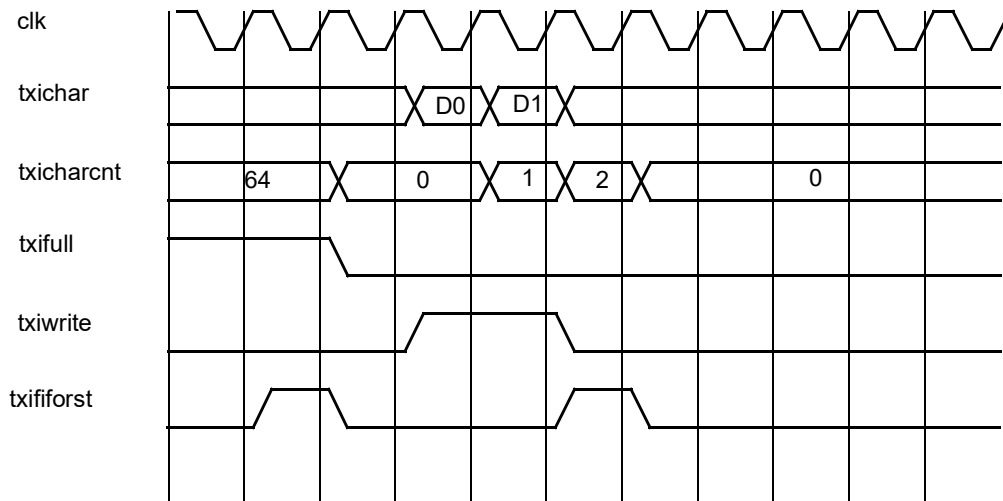 clk
txichar D0 D1
txicharcnt 64 0 1 2 0
txifull
txiwrite
txififorst